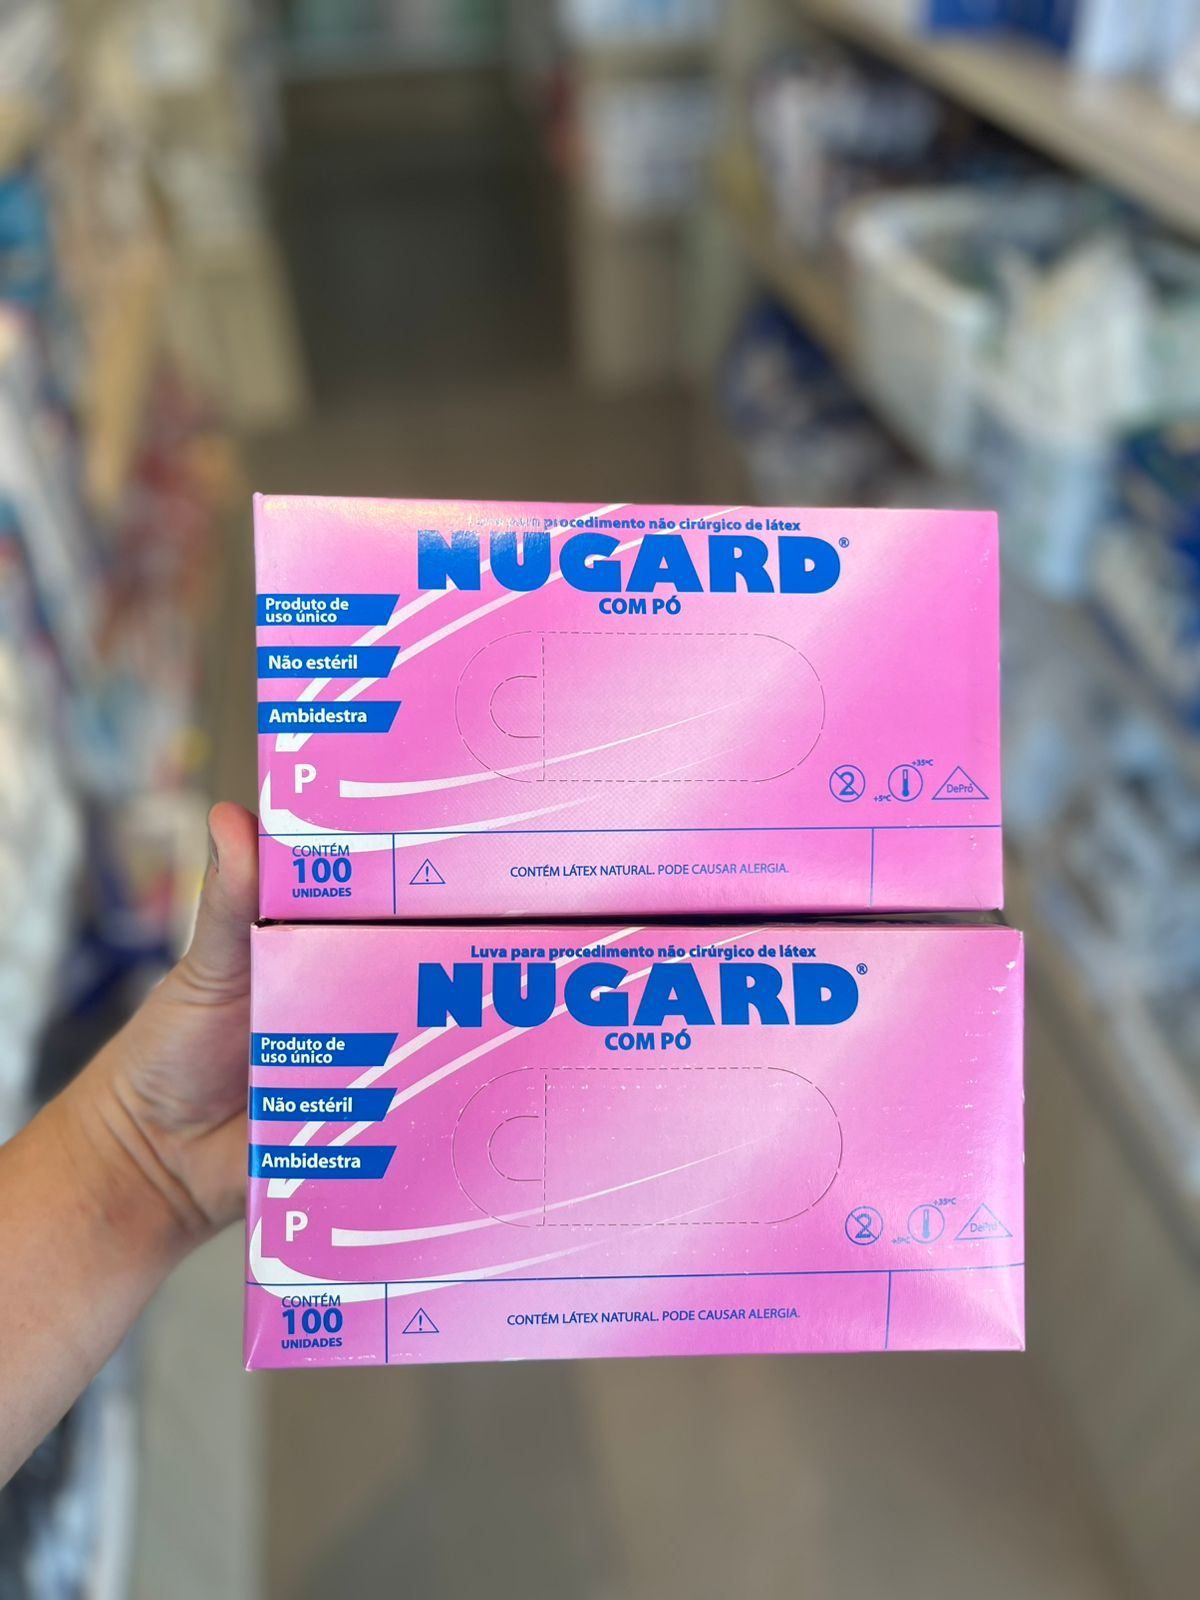 Luva para procedimento não cirúrgico de látex
NUGARD®
COM PÓ
Produto de
uso único
Não estéril
Ambidestra
P
2
+35ºC
+5ºC
DePró
CONTÉM
100
UNIDADES
CONTÉM LÁTEX NATURAL. PODE CAUSAR ALERGIA.
Luva para procedimento não cirúrgico de látex
NUGARD®
COM PÓ
Produto de
uso único
Não estéril
Ambidestra
P
2
+35ºC
+5ºC
DePró
CONTÉM
100
UNIDADES
CONTÉM LÁTEX NATURAL. PODE CAUSAR ALERGIA.